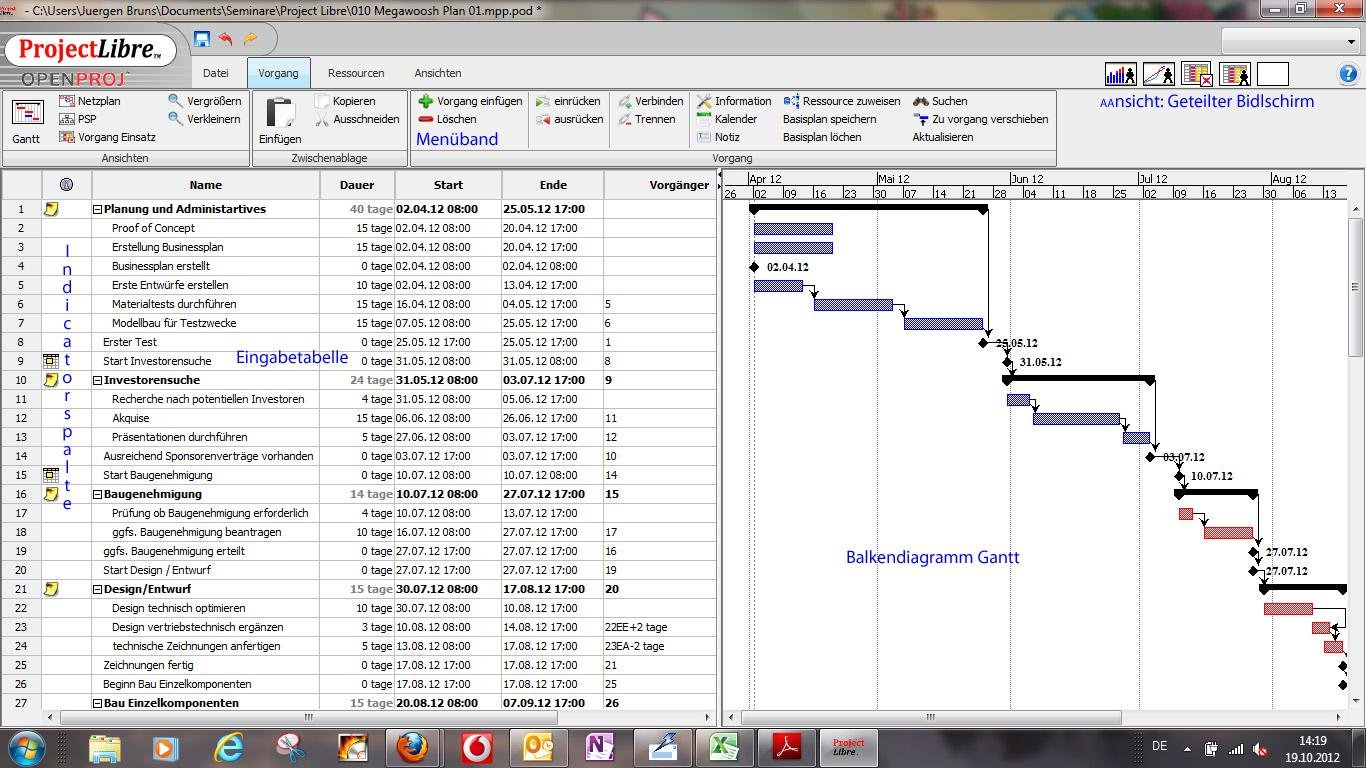 - C:\Users\Juergen Bruns\Documents\Seminare\Project Libre\010 Megawoosh Plan 01.mpp.pod *
ProjectLibre™
OPENPROJ
Datei Vorgang Ressourcen Ansichten
Netzplan Vergrößern Kopieren Vorgang einfügen einrücken Verbinden Information Ressource zuweisen Suchen AAnsicht: Geteilter Bidlschirm
PSP Verkleinern Ausschneiden Löschen ausrücken Trennen Kalender Basisplan speichern Zu vorgang verschieben
Gantt Vorgang Einsatz Einfügen Menüband Notiz Basisplan löchen Aktualisieren
Ansichten Zwischenablage Vorgang
Name Dauer Start Ende Vorgänger
Apr 12 Mai 12 Jun 12 Jul 12 Aug 12
26 02 09 16 23 30 07 14 21 28 04 11 18 25 02 09 16 23 30 06 13
1 Planung und Administartives 40 tage 02.04.12 08:00 25.05.12 17:00
2 Proof of Concept 15 tage 02.04.12 08:00 20.04.12 17:00
3 Erstellung Businessplan 15 tage 02.04.12 08:00 20.04.12 17:00
4 Businessplan erstellt 0 tage 02.04.12 08:00 02.04.12 08:00 02.04.12
5 Erste Entwürfe erstellen 10 tage 02.04.12 08:00 13.04.12 17:00
6 Materialtests durchführen 15 tage 16.04.12 08:00 04.05.12 17:00 5
7 Modellbau für Testzwecke 15 tage 07.05.12 08:00 25.05.12 17:00 6
8 Erster Test 0 tage 25.05.12 17:00 25.05.12 17:00 1 25.05.12
9 Start Investorensuche Eingabetabelle 0 tage 31.05.12 08:00 31.05.12 08:00 8 31.05.12
10 Investorensuche 24 tage 31.05.12 08:00 03.07.12 17:00 9
11 Recherche nach potentiellen Investoren 4 tage 31.05.12 08:00 05.06.12 17:00
12 Akquise 15 tage 06.06.12 08:00 26.06.12 17:00 11
13 Präsentationen durchführen 5 tage 27.06.12 08:00 03.07.12 17:00 12
14 Ausreichend Sponsorenverträge vorhanden 0 tage 03.07.12 17:00 03.07.12 17:00 10 03.07.12
15 Start Baugenehmigung 0 tage 10.07.12 08:00 10.07.12 08:00 14 10.07.12
16 Baugenehmigung 14 tage 10.07.12 08:00 27.07.12 17:00 15
17 Prüfung ob Baugenehmigung erforderlich 4 tage 10.07.12 08:00 13.07.12 17:00
18 ggfs. Baugenehmigung beantragen 10 tage 16.07.12 08:00 27.07.12 17:00 17
19 ggfs. Baugenehmigung erteilt 0 tage 27.07.12 17:00 27.07.12 17:00 16 27.07.12
20 Start Design / Entwurf 0 tage 27.07.12 17:00 27.07.12 17:00 19 27.07.12
21 Design/Entwurf 15 tage 30.07.12 08:00 17.08.12 17:00 20
22 Design technisch optimieren 10 tage 30.07.12 08:00 10.08.12 17:00
23 Design vertriebstechnisch ergänzen 3 tage 10.08.12 08:00 14.08.12 17:00 22EE+2 tage
24 technische Zeichnungen anfertigen 5 tage 13.08.12 08:00 17.08.12 17:00 23EA-2 tage
25 Zeichnungen fertig 0 tage 17.08.12 17:00 17.08.12 17:00 21
26 Beginn Bau Einzelkomponenten 0 tage 17.08.12 17:00 17.08.12 17:00 25
27 Bau Einzelkomponenten 15 tage 20.08.12 08:00 07.09.12 17:00 26
Indicatorspalte
Balkendiagramm Gantt
Project Libre DE 14:19
19.10.2012